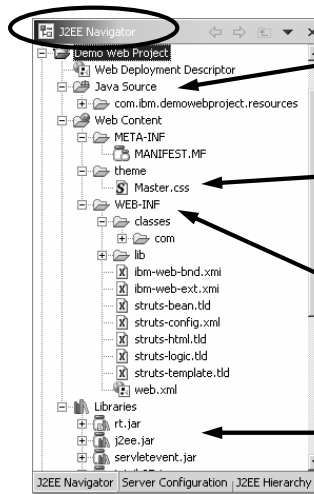 J2EE Navigator
Demo Web Project
Web Deployment Descriptor
Java Source
com.ibm.demowebproject.resources
Web Content
META-INF
MANIFEST.MF
theme
Master.css
WEB-INF
classes
com
lib
ibm-web-bnd.xmi
ibm-web-ext.xmi
struts-bean.tld
struts-config.xml
struts-html.tld
struts-logic.tld
struts-template.tld
web.xml
Libraries
rt.jar
j2ee.jar
servletevent.jar
J2EE Navigator Server Configuration J2EE Hierarchy